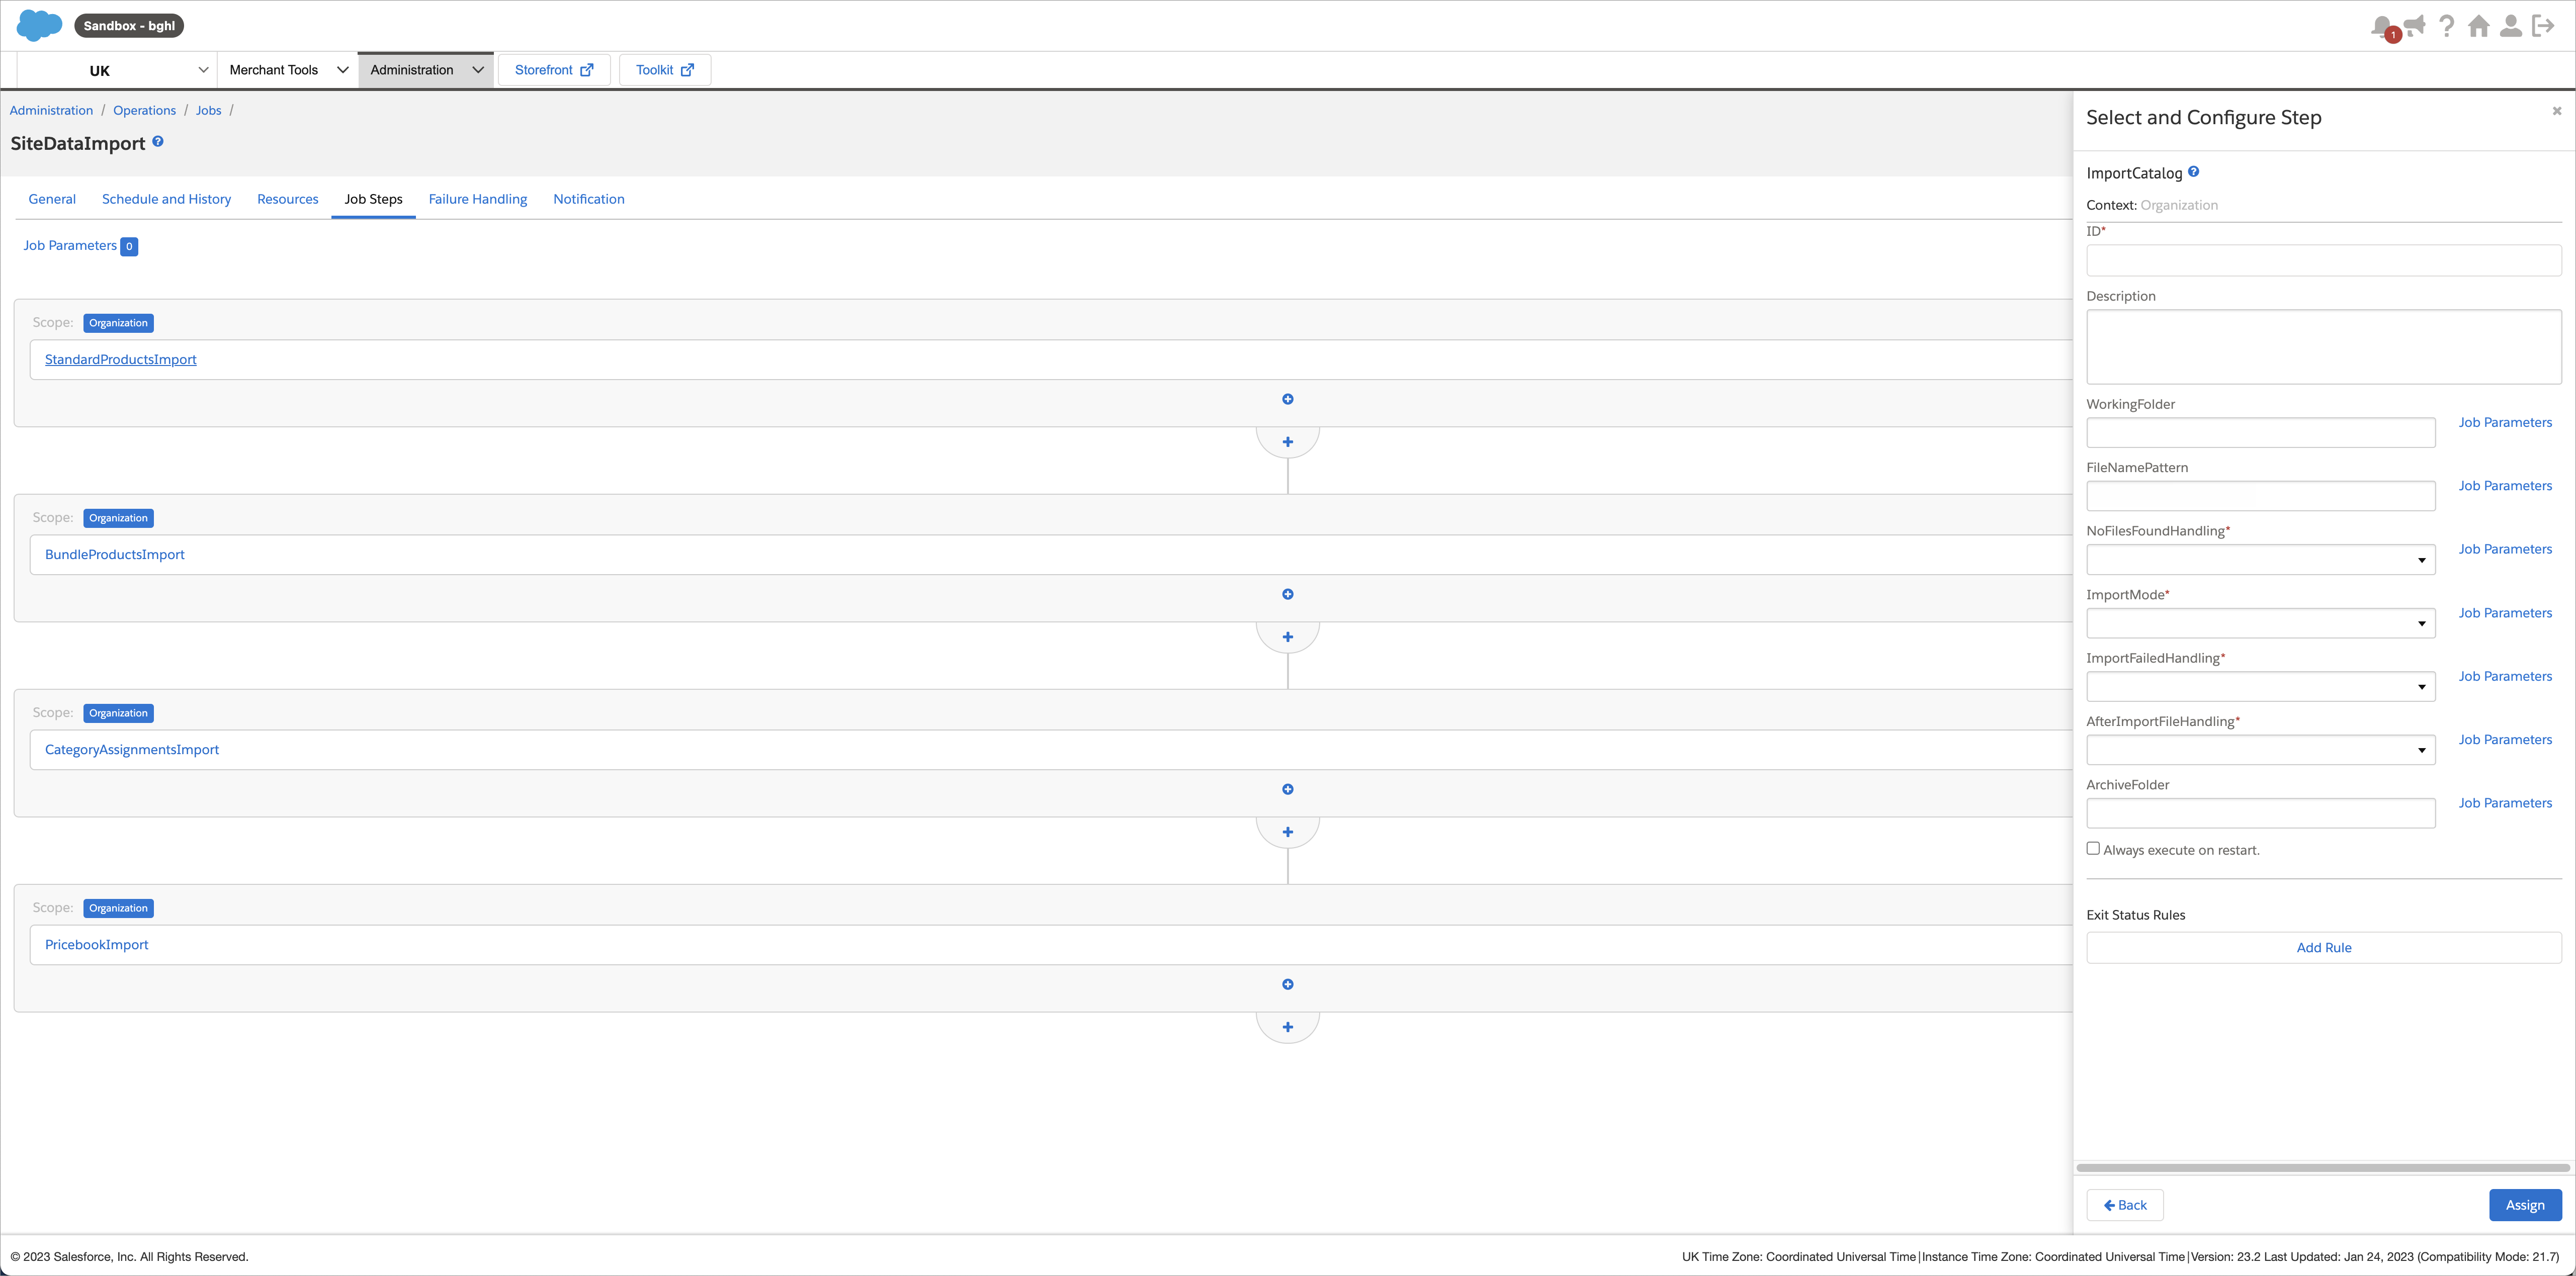 Sandbox - bghl
1
UK
Merchant Tools
Administration
Storefront
Toolkit
Administration / Operations / Jobs /
SiteDataImport
General
Schedule and History
Resources
Job Steps
Failure Handling
Notification
Job Parameters 0
Scope: Organization
StandardProductsImport
Scope: Organization
BundleProductsImport
Scope: Organization
CategoryAssignmentsImport
Scope: Organization
PricebookImport
Select and Configure Step
ImportCatalog
Context: Organization
ID*
Description
WorkingFolder
Job Parameters
FileNamePattern
Job Parameters
NoFilesFoundHandling*
Job Parameters
ImportMode*
Job Parameters
ImportFailedHandling*
Job Parameters
AfterImportFileHandling*
Job Parameters
ArchiveFolder
Job Parameters
Always execute on restart.
Exit Status Rules
Add Rule
Back
Assign
© 2023 Salesforce, Inc. All Rights Reserved.
UK Time Zone: Coordinated Universal Time|Instance Time Zone: Coordinated Universal Time|Version: 23.2 Last Updated: Jan 24, 2023 (Compatibility Mode: 21.7)